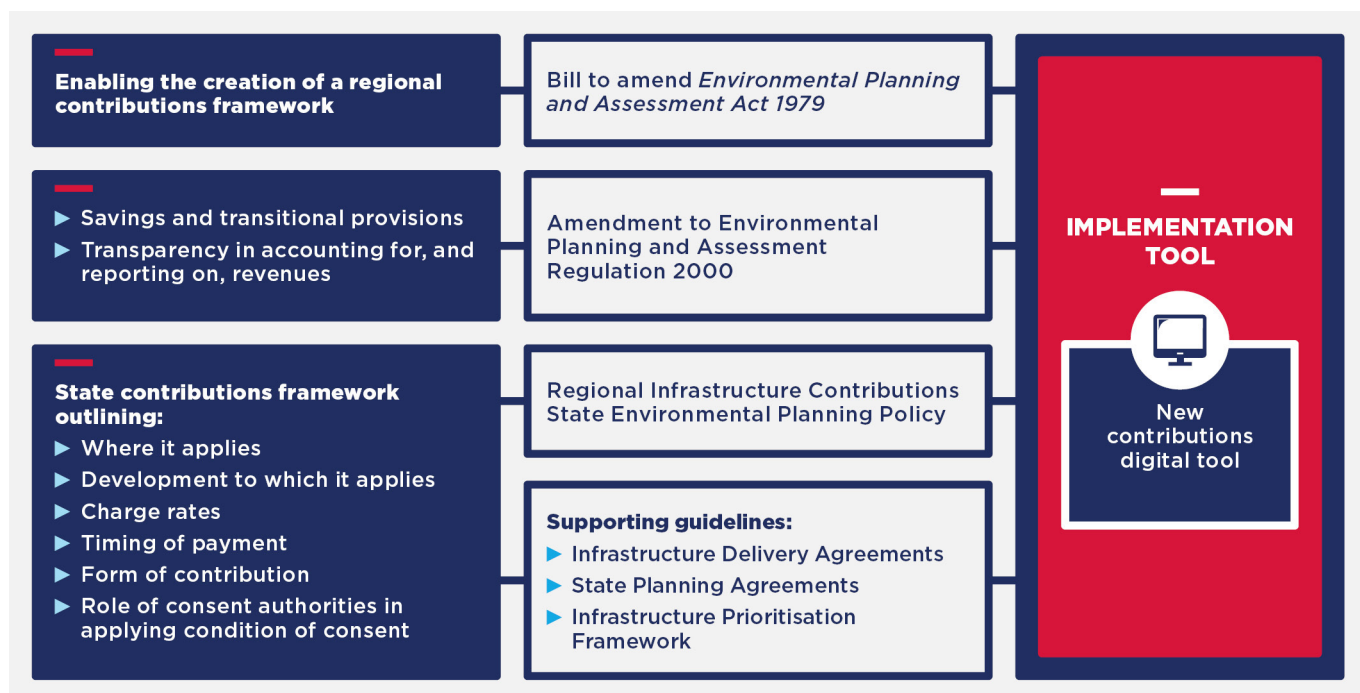 Enabling the creation of a regional
contributions framework
Bill to amend Environmental Planning
and Assessment Act 1979
▶ Savings and transitional provisions
▶ Transparency in accounting for, and
reporting on, revenues
Amendment to Environmental
Planning and Assessment
Regulation 2000
State contributions framework
outlining:
▶ Where it applies
▶ Development to which it applies
▶ Charge rates
▶ Timing of payment
▶ Form of contribution
▶ Role of consent authorities in
applying condition of consent
Regional Infrastructure Contributions
State Environmental Planning Policy
Supporting guidelines:
▶ Infrastructure Delivery Agreements
▶ State Planning Agreements
▶ Infrastructure Prioritisation
Framework
IMPLEMENTATION
TOOL
New
contributions
digital tool